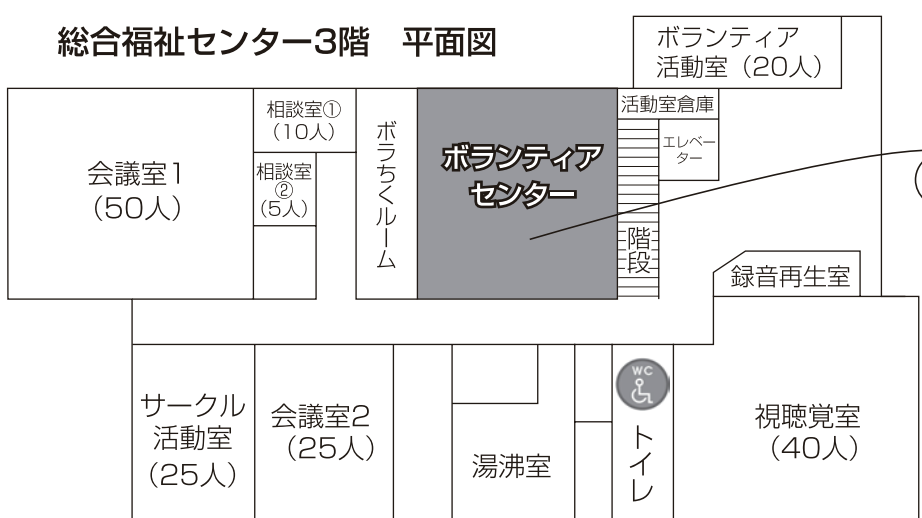 総合福祉センター3階　平面図
ボランティア
活動室（20人）
相談室①
（10人）
ボラちくルーム
ボランティア
センター
活動室倉庫
エレベー
ター
会議室1
（50人）
相談室
②
（5人）
階段
録音再生室
サークル
活動室
（25人）
会議室2
（25人）
湯沸室
WC
トイレ
視聴覚室
（40人）